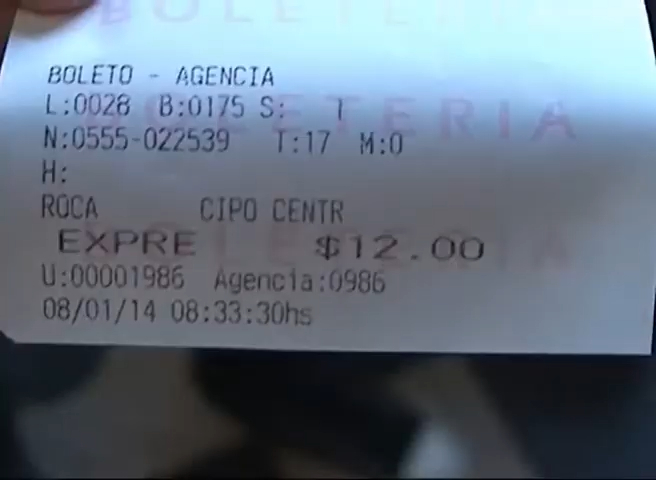 BOLETERIA
BOLETO - AGENCIA
L:0028 B:0175 S: T
N:0555-022539 T:17 M:0
H:
ROCA CIPO CENTR
EXPRE $12.00
U:00001986 Agencia:0986
08/01/14 08:33:30hs